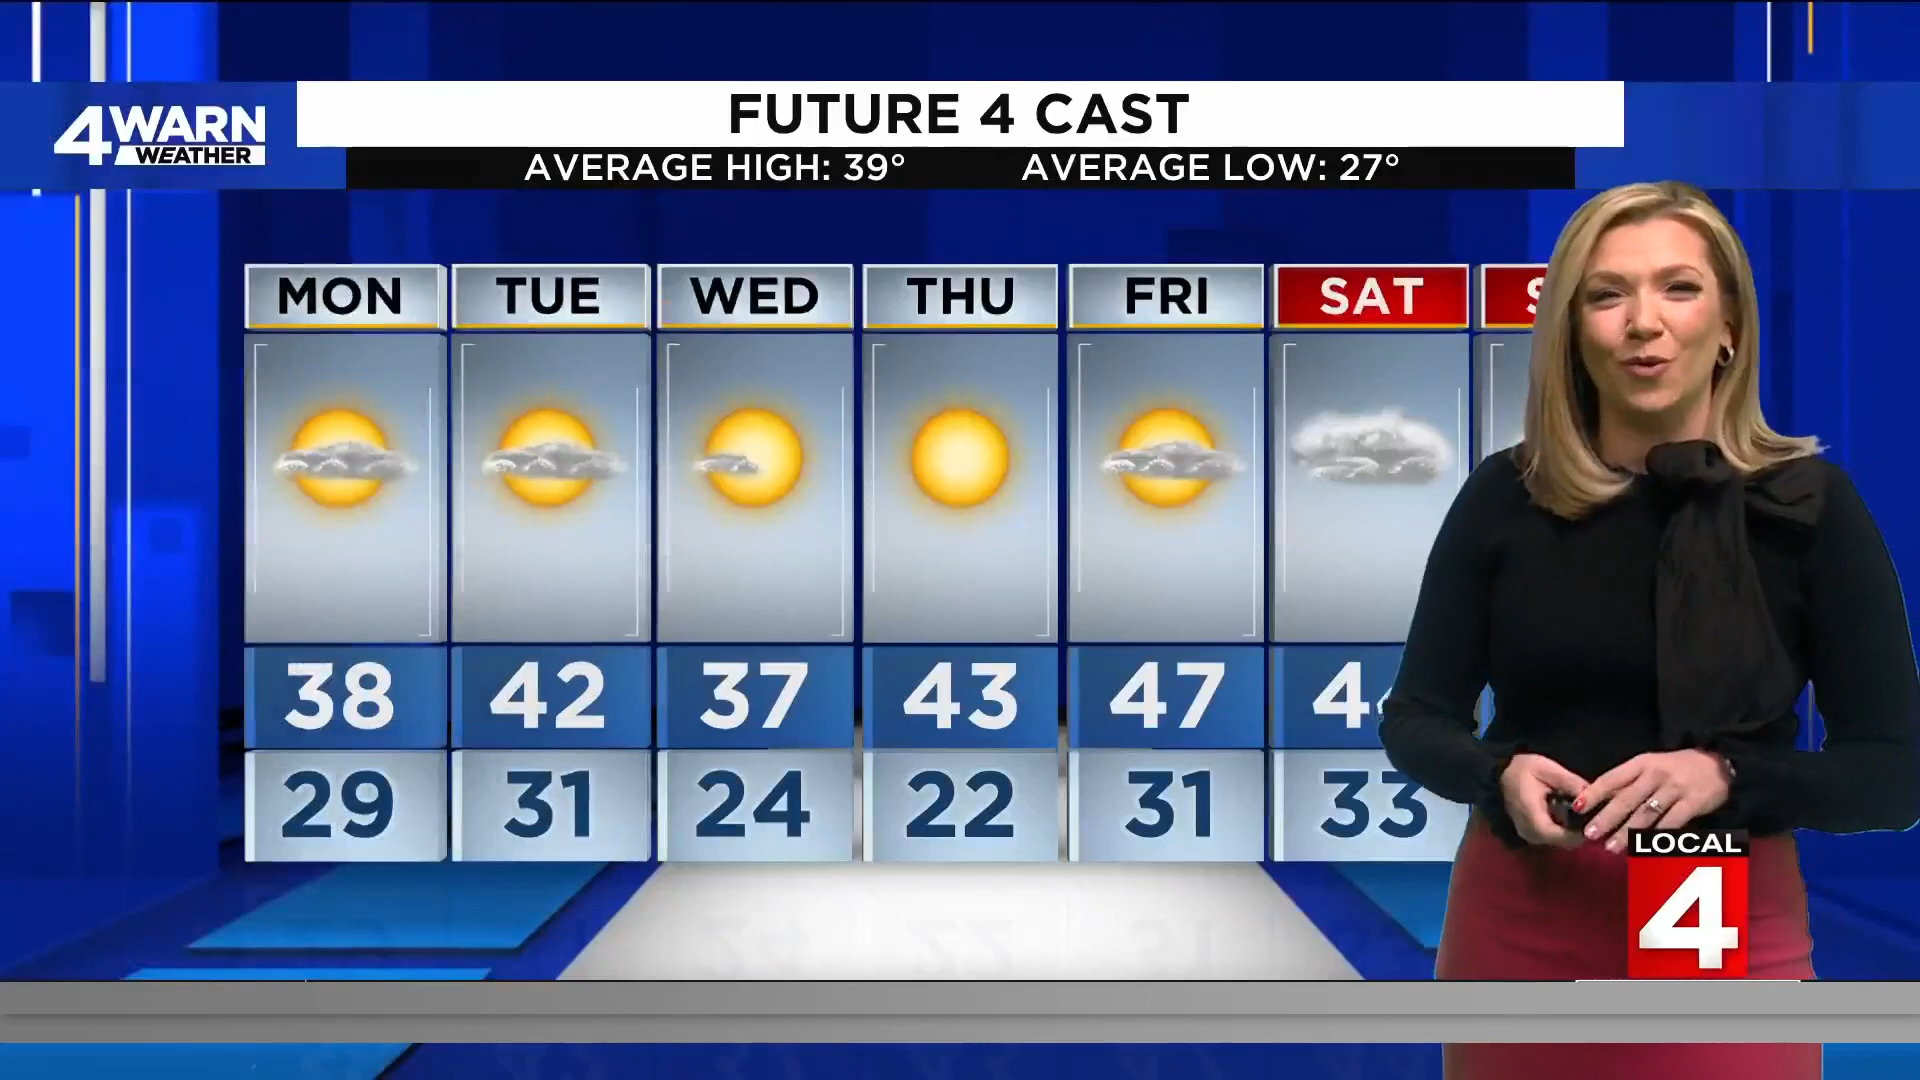 4WARN
WEATHER
FUTURE 4 CAST
AVERAGE HIGH: 39° AVERAGE LOW: 27°
MON TUE WED THU FRI SAT
38 42 37 43 47
29 31 24 22 31 33
LOCAL
4